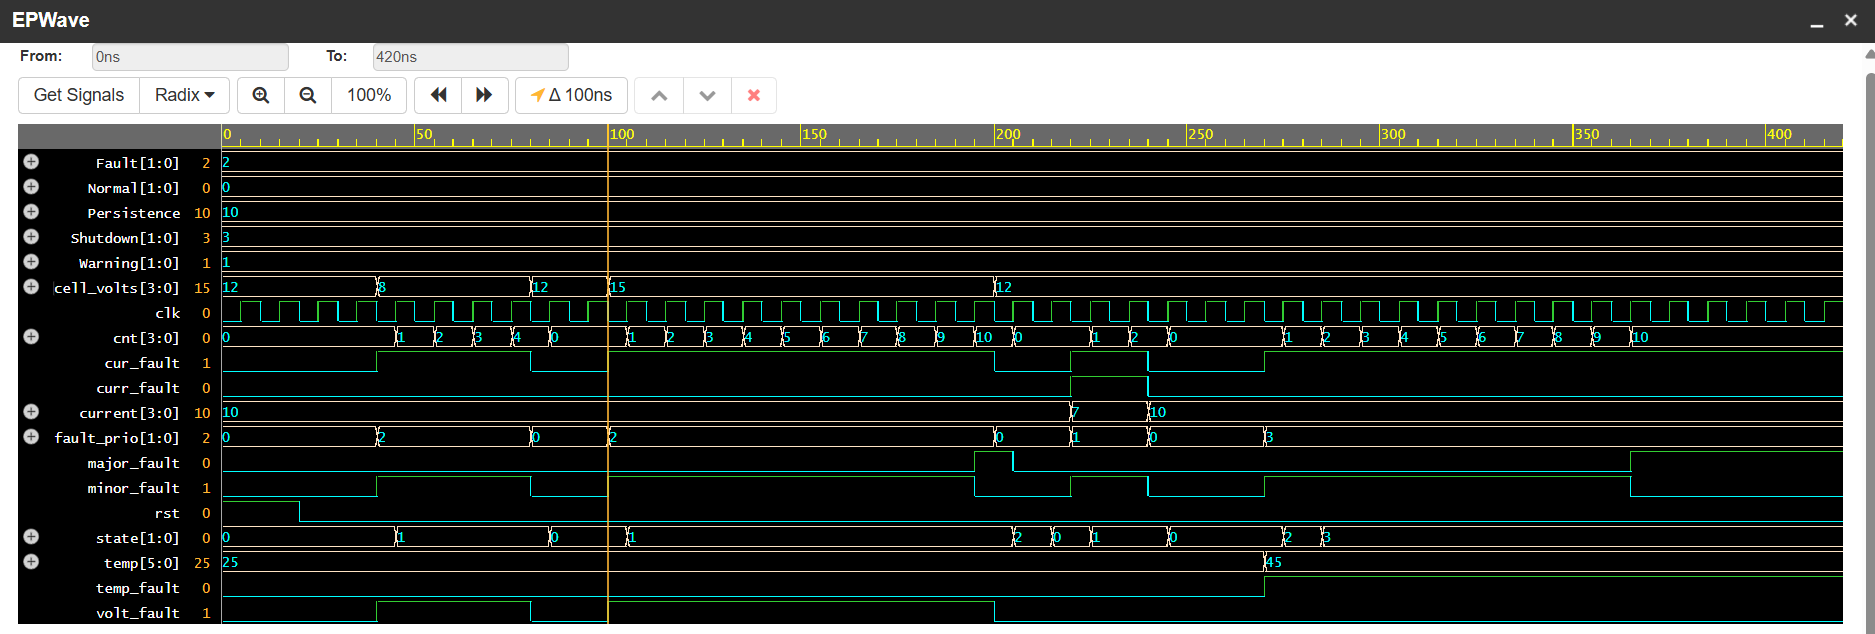 EPWave
From: 0ns To: 420ns
Get Signals Radix 100% Δ 100ns
0 50 100 150 200 250 300 350 400
Fault[1:0] 2 2
Normal[1:0] 0 0
Persistence 10 10
Shutdown[1:0] 3 3
Warning[1:0] 1 1
cell_volts[3:0] 15 12 8 12 15 12
clk 0
cnt[3:0] 0 0 1 2 3 4 0 1 2 3 4 5 6 7 8 9 10 0 1 2 0 1 2 3 4 5 6 7 8 9 10
cur_fault 1
curr_fault 0
current[3:0] 10 10 7 10
fault_prio[1:0] 2 0 2 0 2 0 1 0 3
major_fault 0
minor_fault 1
rst 0
state[1:0] 0 0 1 0 1 2 0 1 0 2 3
temp[5:0] 25 25 45
temp_fault 0
volt_fault 1